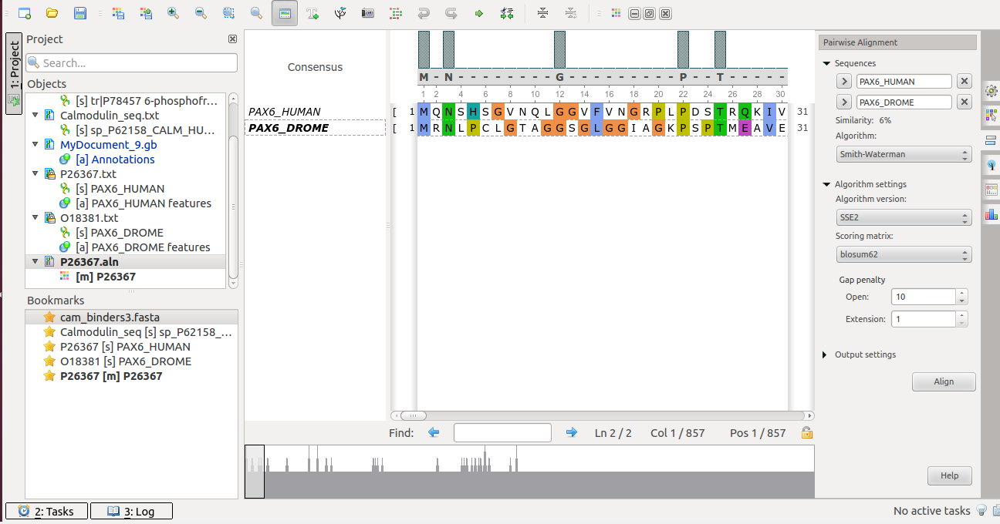 1: Project
Project
Search...
Objects
[s] tr|P78457 6-phosphofr...
Calmodulin_seq.txt
[s] sp_P62158_CALM_HU...
MyDocument_9.gb
[a] Annotations
P26367.txt
[s] PAX6_HUMAN
[a] PAX6_HUMAN features
O18381.txt
[s] PAX6_DROME
[a] PAX6_DROME features
P26367.aln
[m] P26367
Bookmarks
cam_binders3.fasta
Calmodulin_seq [s] sp_P62158_...
P26367 [s] PAX6_HUMAN
O18381 [s] PAX6_DROME
P26367 [m] P26367
Consensus
M - N - - - - - - - - G - - - - - - - - - P - - T - - - - -
1 2 4 6 8 10 12 14 16 18 20 22 24 26 28 30
PAX6_HUMAN [ 1 M Q N S H S G V N Q L G G V F V N G R P L P D S T R Q K I V 31
PAX6_DROME [ 1 M R N L P C L G T A G G S G L G G I A G K P S P T M E A V E 31
Find:
Ln 2 / 2
Col 1 / 857
Pos 1 / 857
Pairwise Alignment
Sequences
PAX6_HUMAN
PAX6_DROME
Similarity: 6%
Algorithm:
Smith-Waterman
Algorithm settings
Algorithm version:
SSE2
Scoring matrix:
blosum62
Gap penalty
Open: 10
Extension: 1
Output settings
Align
Help
2: Tasks
3: Log
No active tasks